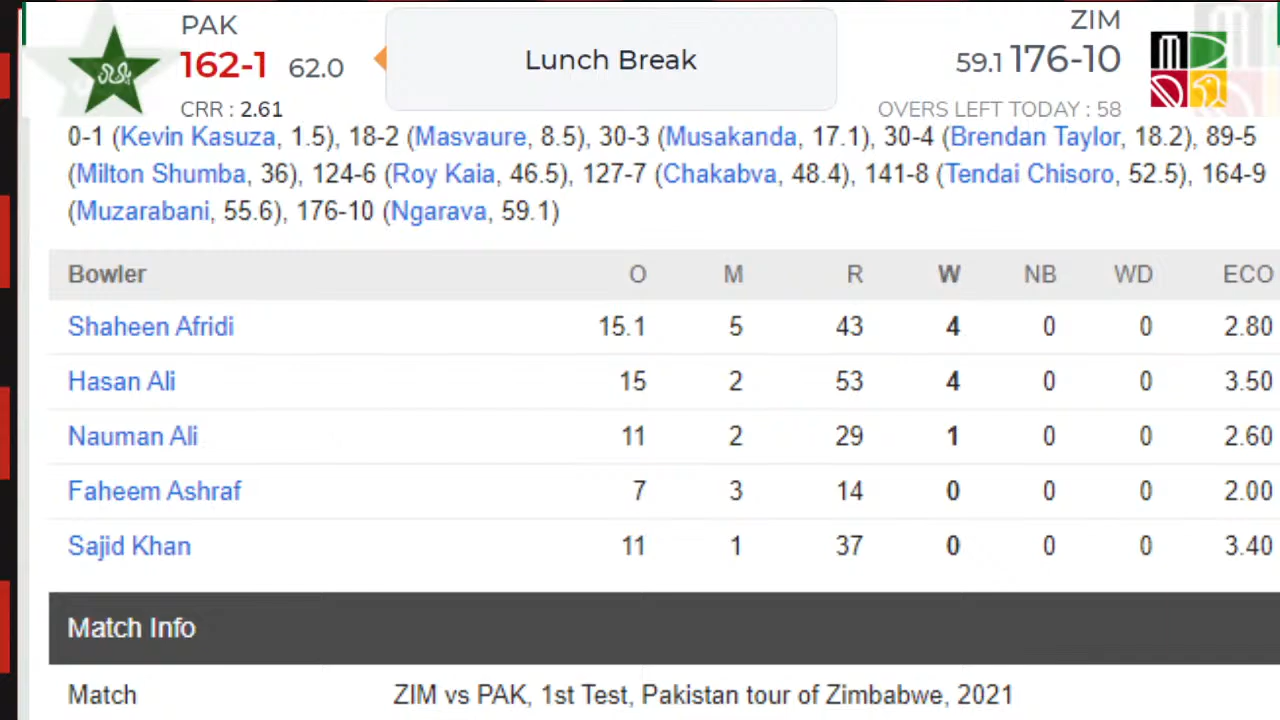 PAK
162-1 62.0
CRR : 2.61
Lunch Break
ZIM
59.1 176-10
OVERS LEFT TODAY : 58
0-1 (Kevin Kasuza, 1.5), 18-2 (Masvaure, 8.5), 30-3 (Musakanda, 17.1), 30-4 (Brendan Taylor, 18.2), 89-5
(Milton Shumba, 36), 124-6 (Roy Kaia, 46.5), 127-7 (Chakabva, 48.4), 141-8 (Tendai Chisoro, 52.5), 164-9
(Muzarabani, 55.6), 176-10 (Ngarava, 59.1)
Bowler O M R W NB WD ECO
Shaheen Afridi 15.1 5 43 4 0 0 2.80
Hasan Ali 15 2 53 4 0 0 3.50
Nauman Ali 11 2 29 1 0 0 2.60
Faheem Ashraf 7 3 14 0 0 0 2.00
Sajid Khan 11 1 37 0 0 0 3.40
Match Info
Match ZIM vs PAK, 1st Test, Pakistan tour of Zimbabwe, 2021